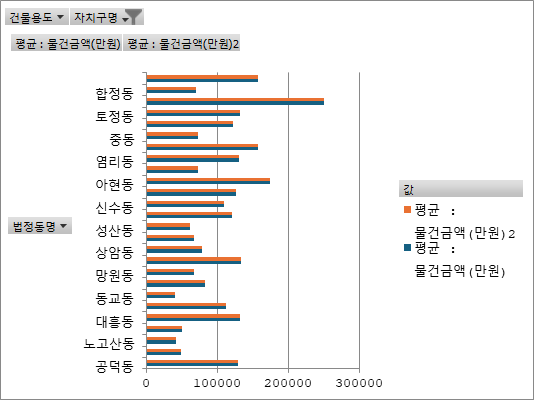 건물용도 자치구명
평균 : 물건금액(만원) 평균 : 물건금액(만원)2
합정동
토정동
중동
염리동
아현동
신수동
성산동
상암동
망원동
동교동
대흥동
노고산동
공덕동
법정동명
0 100000 200000 300000
값
평균 :
물건금액(만원)2
평균 :
물건금액(만원)